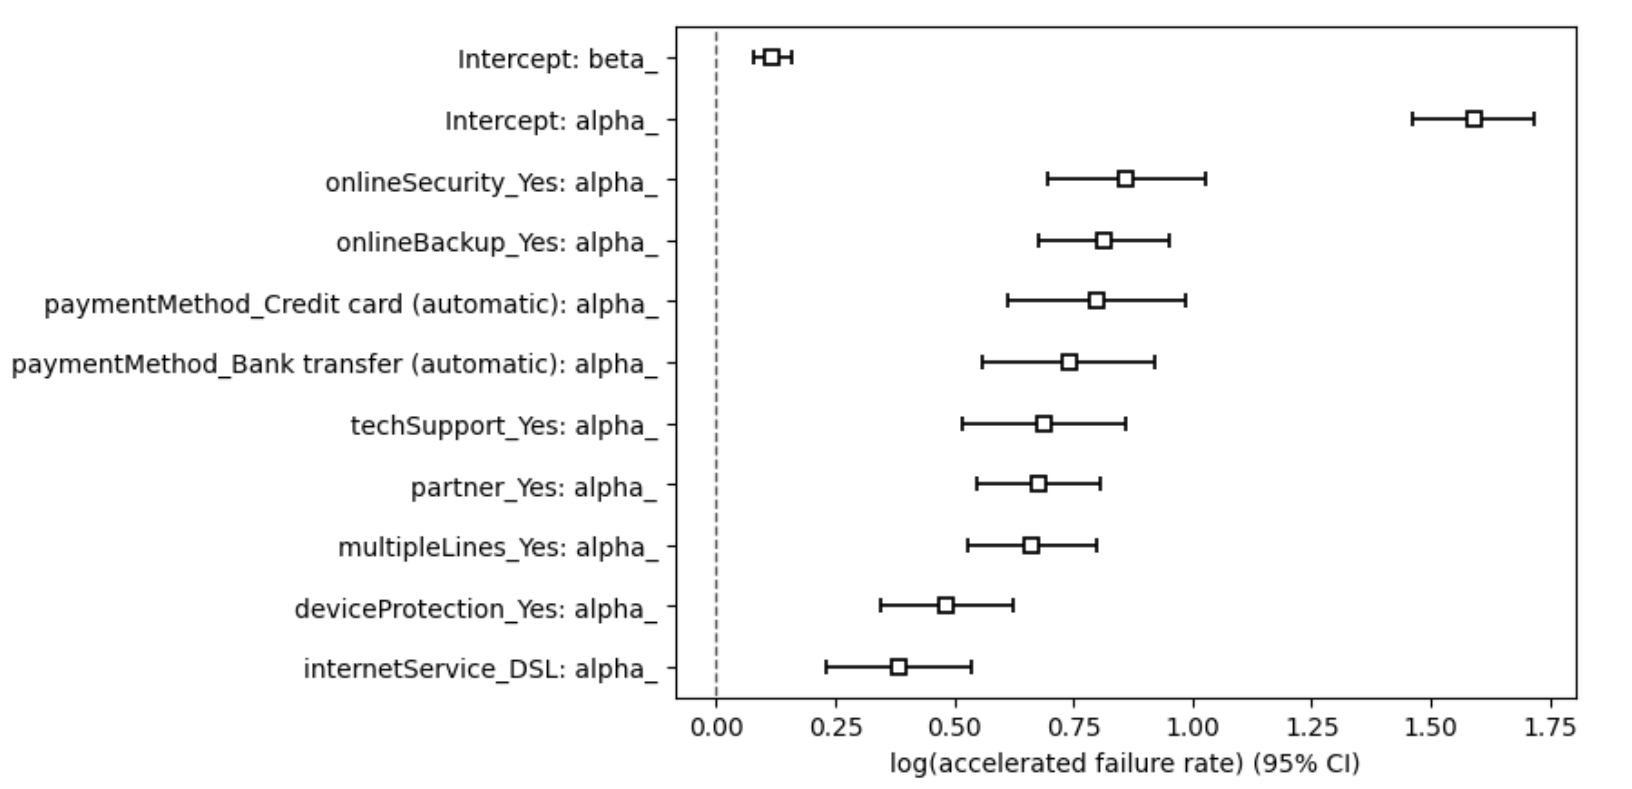 Intercept: beta_
Intercept: alpha_
onlineSecurity_Yes: alpha_
onlineBackup_Yes: alpha_
paymentMethod_Credit card (automatic): alpha_
paymentMethod_Bank transfer (automatic): alpha_
techSupport_Yes: alpha_
partner_Yes: alpha_
multipleLines_Yes: alpha_
deviceProtection_Yes: alpha_
internetService_DSL: alpha_
0.00 0.25 0.50 0.75 1.00 1.25 1.50 1.75
log(accelerated failure rate) (95% CI)